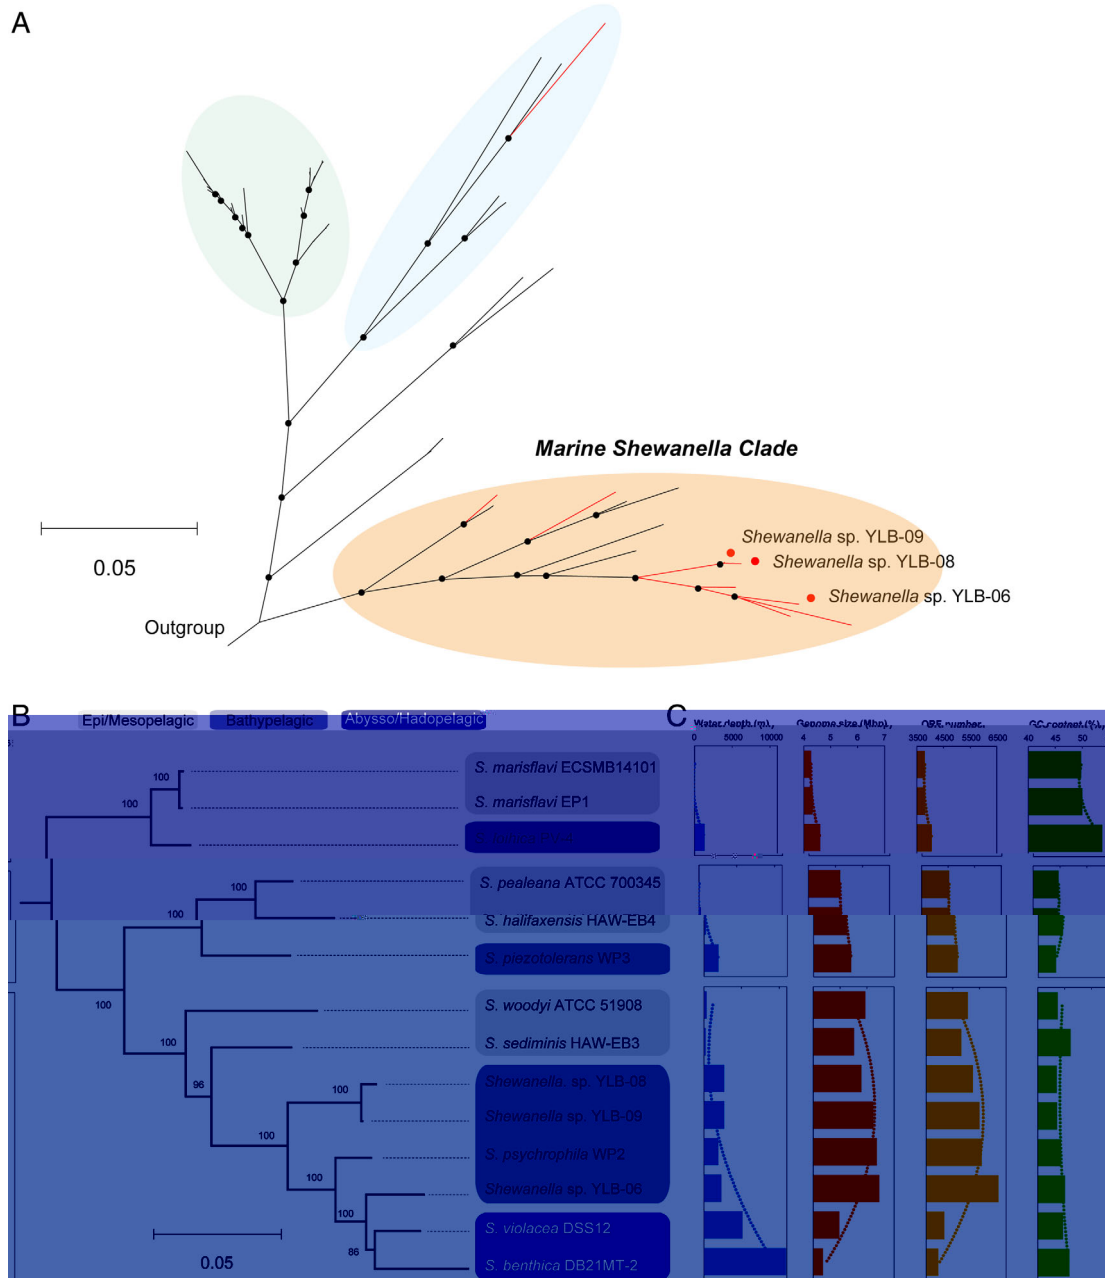 A
Marine Shewanella Clade
Shewanella sp. YLB-09
Shewanella sp. YLB-08
Shewanella sp. YLB-06
0.05
Outgroup
B
Epi/Mesopelagic Bathypelagic Abysso/Hadopelagic
C
Water depth (m) Genome size (Mbp) ORF number GC content (%)
0 5000 10000 4 5 6 7 3500 4500 5500 6500 40 45 50
100 S. marisflavi ECSMB14101
100 S. marisflavi EP1
100 S. pealeana ATCC 700345
100 S. halifaxensis HAW-EB4
S. piezotolerans WP3
100
S. woodyi ATCC 51908
100 S. sediminis HAW-EB3
96 100 Shewanella. sp. YLB-08
Shewanella sp. YLB-09
100 S. psychrophila WP2
100 Shewanella sp. YLB-06
100 S. violacea DSS12
86 S. benthica DB21MT-2
0.05